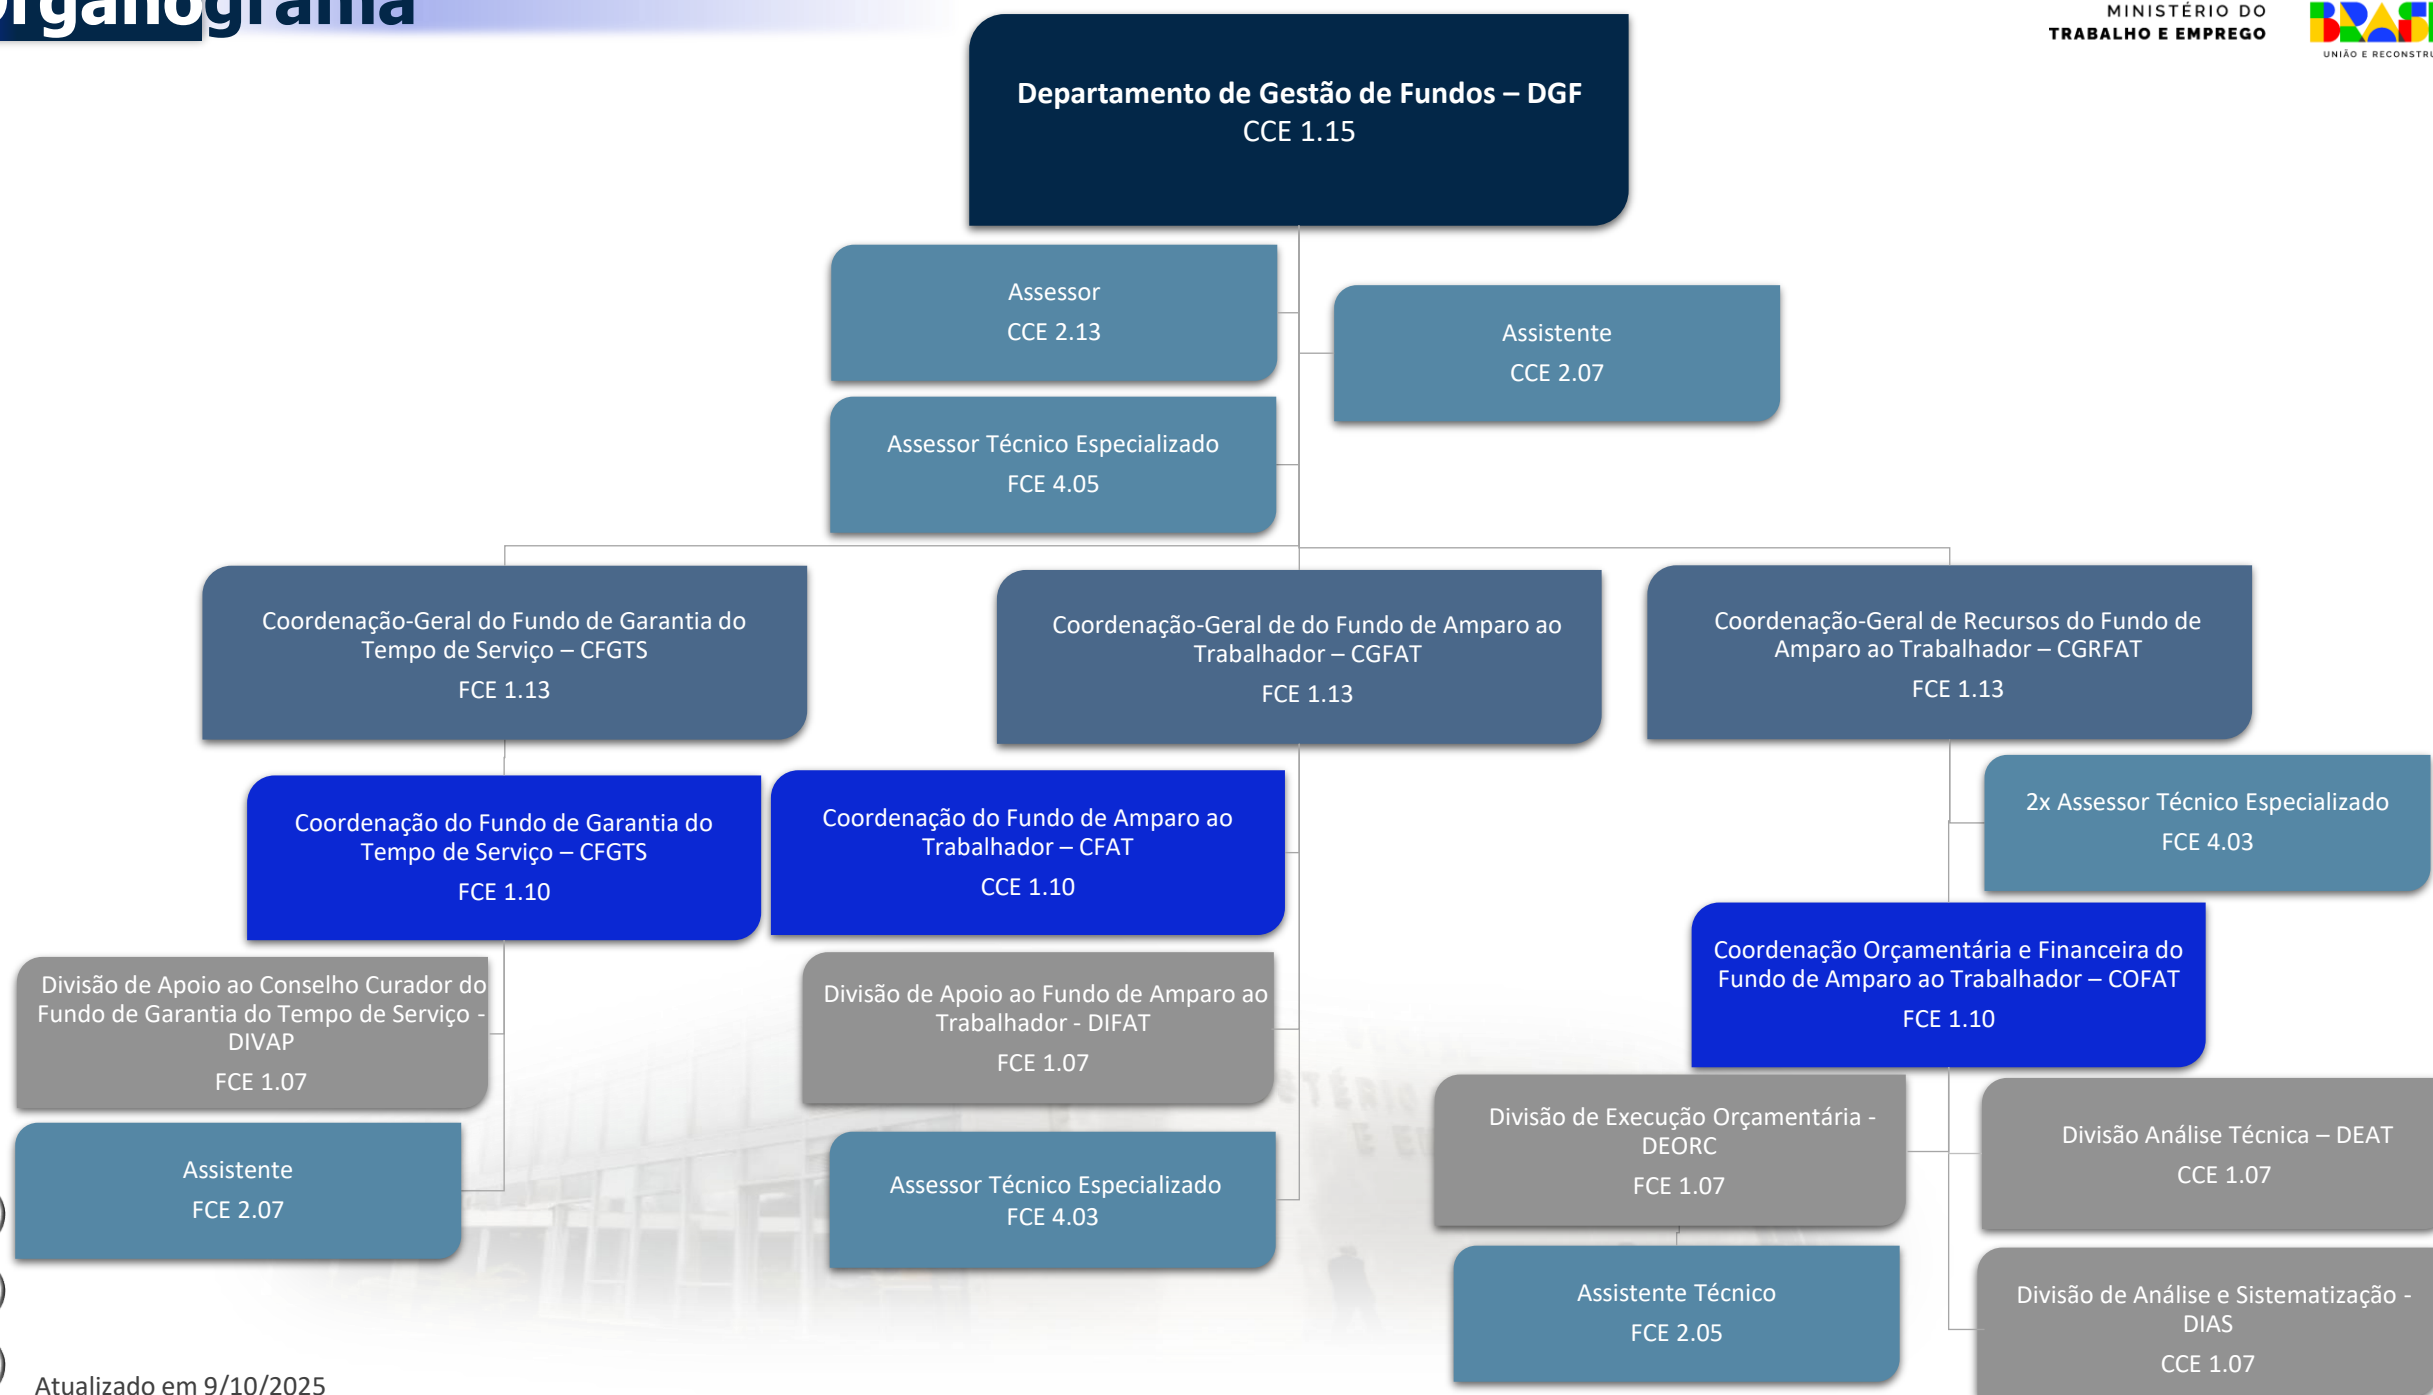 Organograma
MINISTÉRIO DO
TRABALHO E EMPREGO
UNIÃO E RECONSTRU
Departamento de Gestão de Fundos – DGF
CCE 1.15
Assessor
CCE 2.13
Assistente
CCE 2.07
Assessor Técnico Especializado
FCE 4.05
Coordenação-Geral do Fundo de Garantia do
Tempo de Serviço – CFGTS
FCE 1.13
Coordenação-Geral de do Fundo de Amparo ao
Trabalhador – CGFAT
FCE 1.13
Coordenação-Geral de Recursos do Fundo de
Amparo ao Trabalhador – CGRFAT
FCE 1.13
Coordenação do Fundo de Garantia do
Tempo de Serviço – CFGTS
FCE 1.10
Coordenação do Fundo de Amparo ao
Trabalhador – CFAT
CCE 1.10
2x Assessor Técnico Especializado
FCE 4.03
Coordenação Orçamentária e Financeira do
Fundo de Amparo ao Trabalhador – COFAT
FCE 1.10
Divisão de Apoio ao Conselho Curador do
Fundo de Garantia do Tempo de Serviço -
DIVAP
FCE 1.07
Divisão de Apoio ao Fundo de Amparo ao
Trabalhador - DIFAT
FCE 1.07
Divisão de Execução Orçamentária -
DEORC
FCE 1.07
Divisão Análise Técnica – DEAT
CCE 1.07
Assistente
FCE 2.07
Assessor Técnico Especializado
FCE 4.03
Assistente Técnico
FCE 2.05
Divisão de Análise e Sistematização -
DIAS
CCE 1.07
Atualizado em 9/10/2025